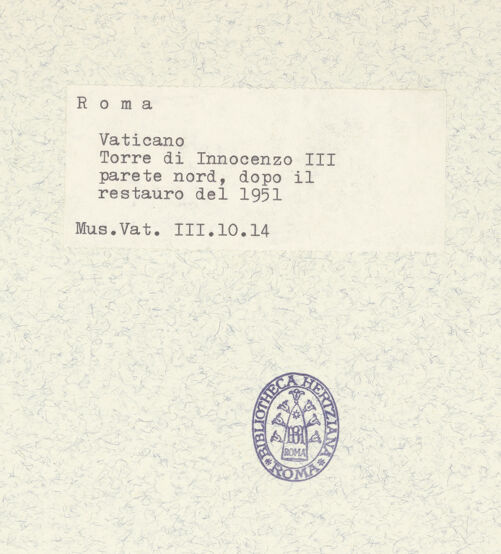 Roma
Vaticano
Torre di Innocenzo III
parete nord, dopo il
restauro del 1951
Mus.Vat. III.10.14
BIBLIOTHECA HERTZIANA
ROMA
ROMA